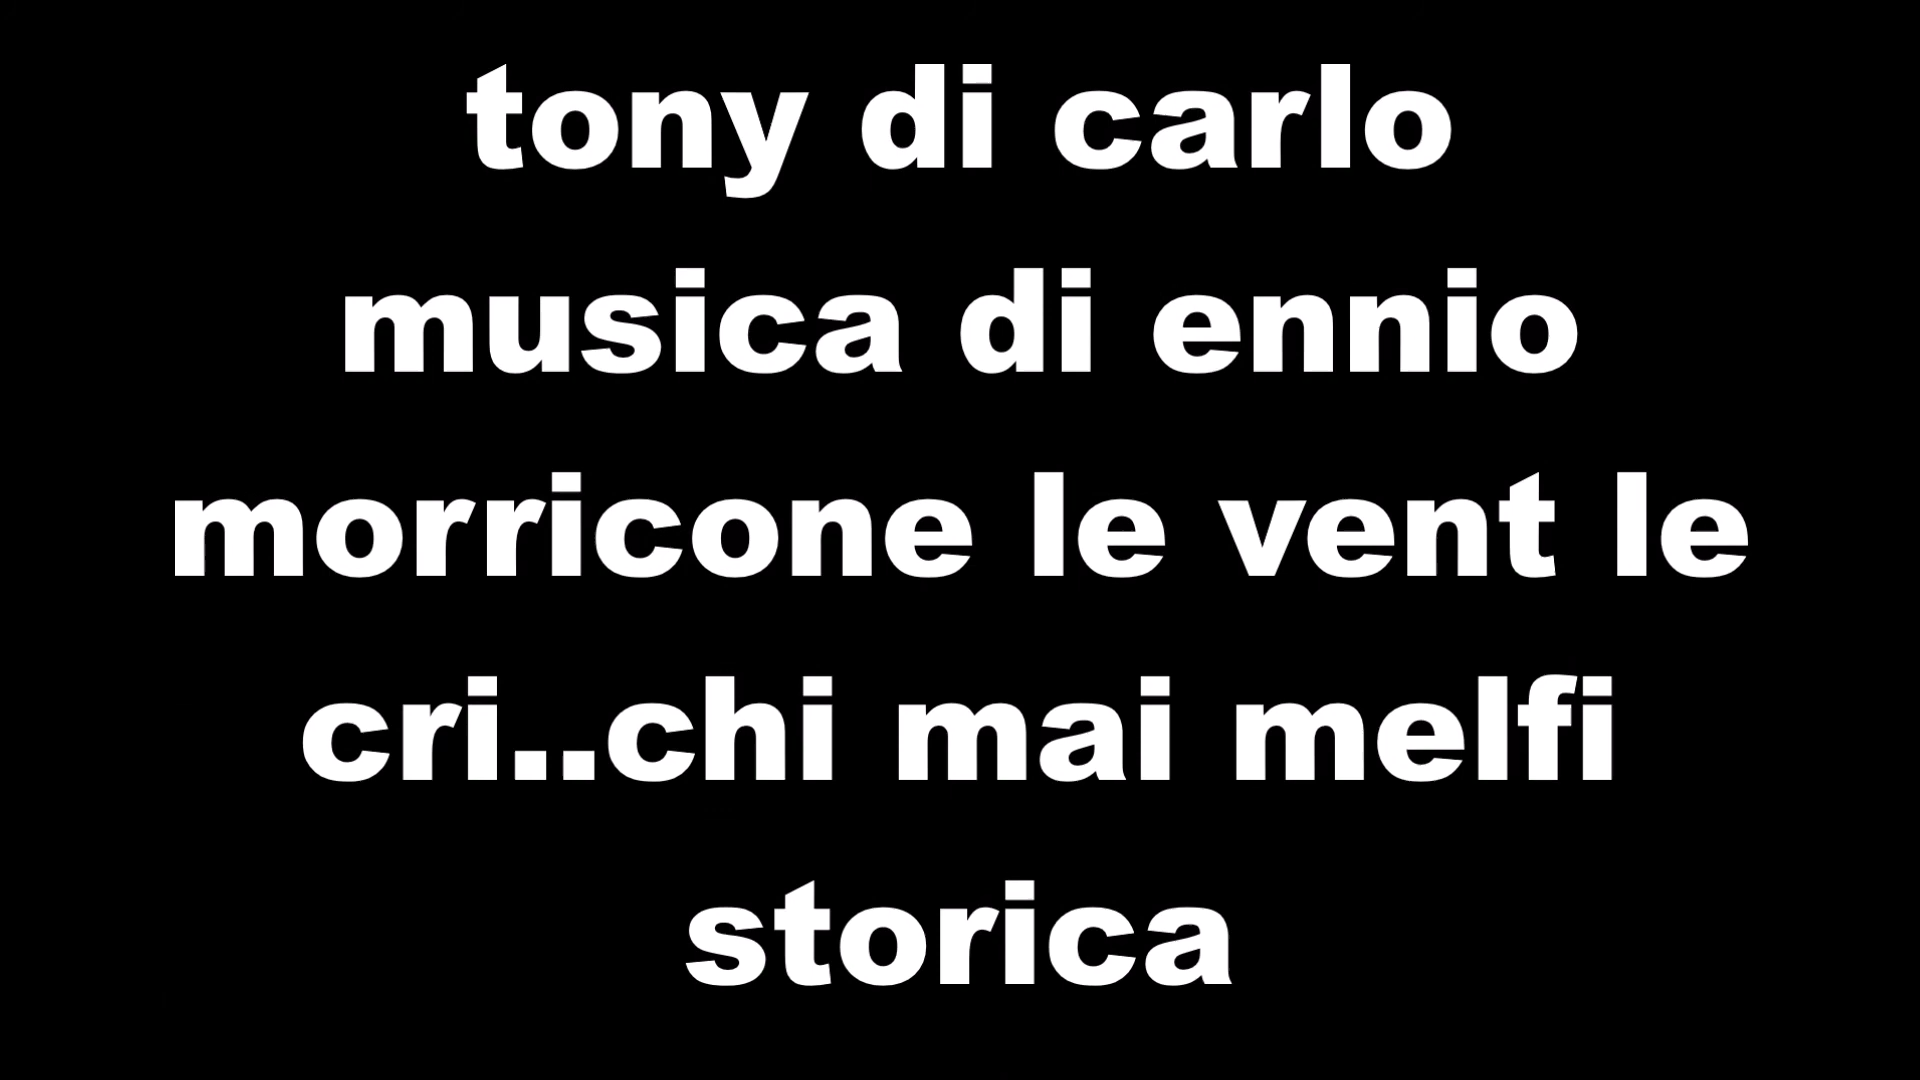 tony di carlo
musica di ennio
morricone le vent le
cri..chi mai melfi
storica